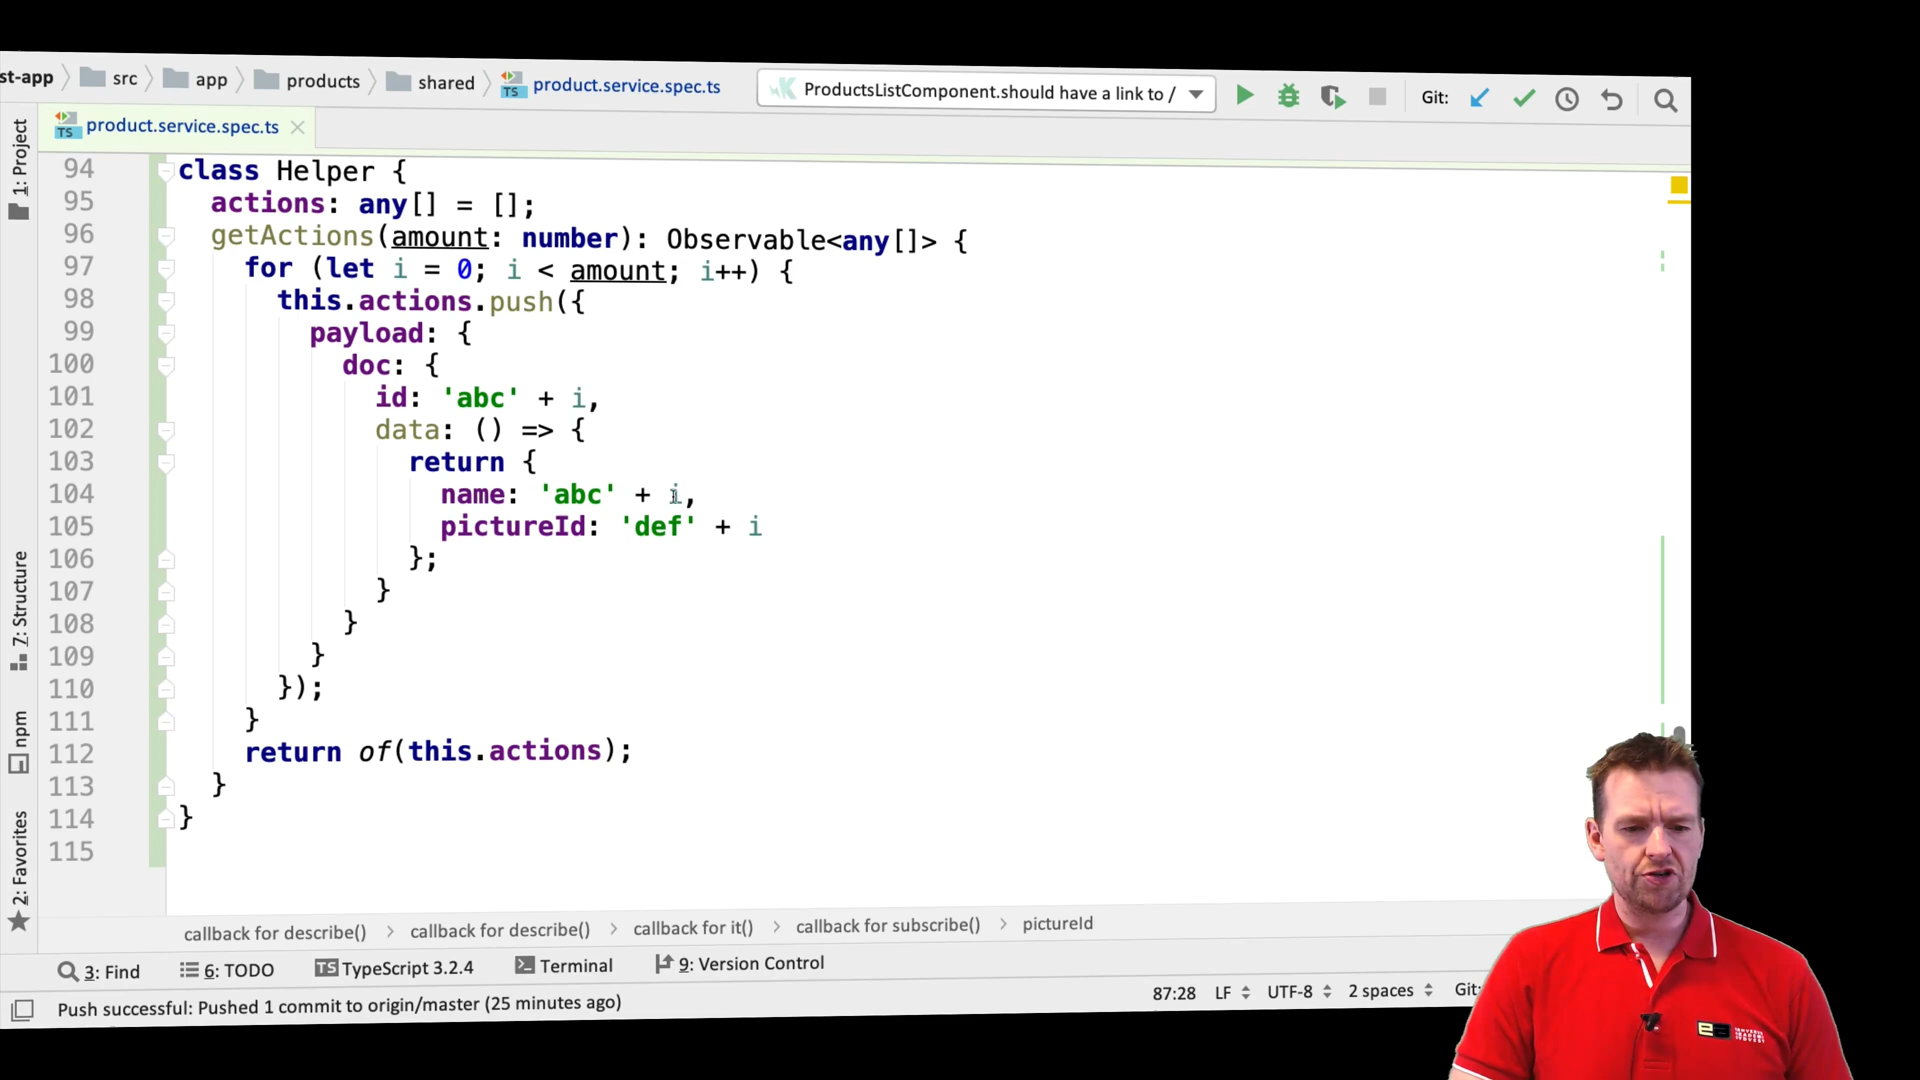 st-app src app products shared product.service.spec.ts ProductsListComponent.should have a link to / Git:
product.service.spec.ts
1: Project
7: Structure
npm
2: Favorites
94 class Helper {
95 actions: any[] = [];
96 getActions(amount: number): Observable<any[]> {
97 for (let i = 0; i < amount; i++) {
98 this.actions.push({
99 payload: {
100 doc: {
101 id: 'abc' + i,
102 data: () => {
103 return {
104 name: 'abc' + i,
105 pictureId: 'def' + i
106 };
107 }
108 }
109 }
110 });
111 }
112 return of(this.actions);
113 }
114 }
115
callback for describe() callback for describe() callback for it() callback for subscribe() pictureId
3: Find 6: TODO TS TypeScript 3.2.4 Terminal 9: Version Control
Push successful: Pushed 1 commit to origin/master (25 minutes ago) 87:28 LF UTF-8 2 spaces Git: